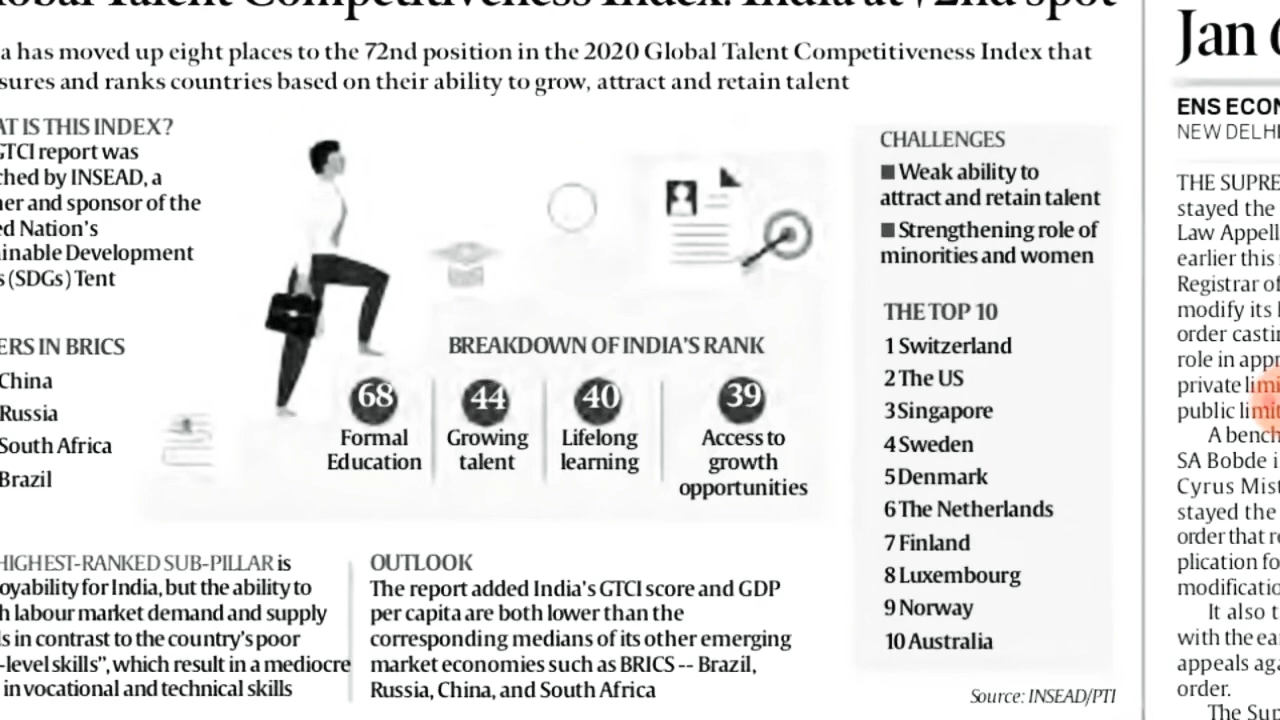 Global Talent Competitiveness Index: India at 72nd spot
a has moved up eight places to the 72nd position in the 2020 Global Talent Competitiveness Index that
sures and ranks countries based on their ability to grow, attract and retain talent
AT IS THIS INDEX?
GTCI report was
ched by INSEAD, a
ner and sponsor of the
ed Nation's
ainable Development
s (SDGs) Tent
ERS IN BRICS
China
Russia
South Africa
Brazil
BREAKDOWN OF INDIA'S RANK
68
Formal
Education
44
Growing
talent
40
Lifelong
learning
39
Access to
growth
opportunities
HIGHEST-RANKED SUB-PILLAR is
oyability for India, but the ability to
h labour market demand and supply
ls in contrast to the country's poor
-level skills", which result in a mediocre
in vocational and technical skills
OUTLOOK
The report added India's GTCI score and GDP
per capita are both lower than the
corresponding medians of its other emerging
market economies such as BRICS -- Brazil,
Russia, China, and South Africa
CHALLENGES
■ Weak ability to
attract and retain talent
■ Strengthening role of
minorities and women
THE TOP 10
1 Switzerland
2 The US
3 Singapore
4 Sweden
5 Denmark
6 The Netherlands
7 Finland
8 Luxembourg
9 Norway
10 Australia
Source: INSEAD/PTI
Jan
ENS ECON
NEW DELHI
THE SUPRE
stayed the
Law Appell
earlier this
Registrar of
modify its
order castin
role in appr
private limi
public limit
A bench
SA Bobde i
Cyrus Mist
stayed the
order that re
plication fo
modificatio
It also t
with the ea
appeals aga
order.
The Sup